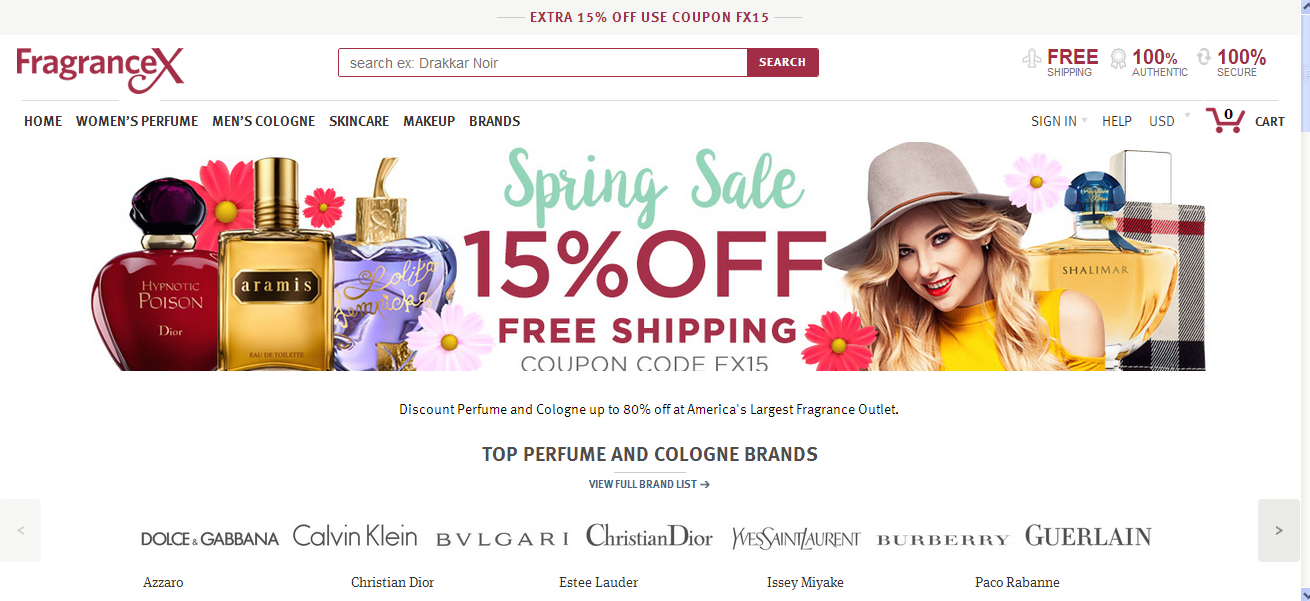 EXTRA 15% OFF USE COUPON FX15
FragranceX
search ex: Drakkar Noir
SEARCH
FREE SHIPPING
100% AUTHENTIC
100% SECURE
HOME WOMEN'S PERFUME MEN'S COLOGNE SKINCARE MAKEUP BRANDS
SIGN IN HELP USD 0 CART
Spring Sale
15%OFF
FREE SHIPPING
COUPON CODE FX15
HYPNOTIC
POISON
Dior
aramis
EAU DE TOILETTE
Lolita
Lempicka
SHALIMAR
Discount Perfume and Cologne up to 80% off at America's Largest Fragrance Outlet.
TOP PERFUME AND COLOGNE BRANDS
VIEW FULL BRAND LIST →
< >
DOLCE & GABBANA Calvin Klein BVLGARI ChristianDior YVESSAINTLAURENT BURBERRY GUERLAIN
Azzaro Christian Dior Estee Lauder Issey Miyake Paco Rabanne